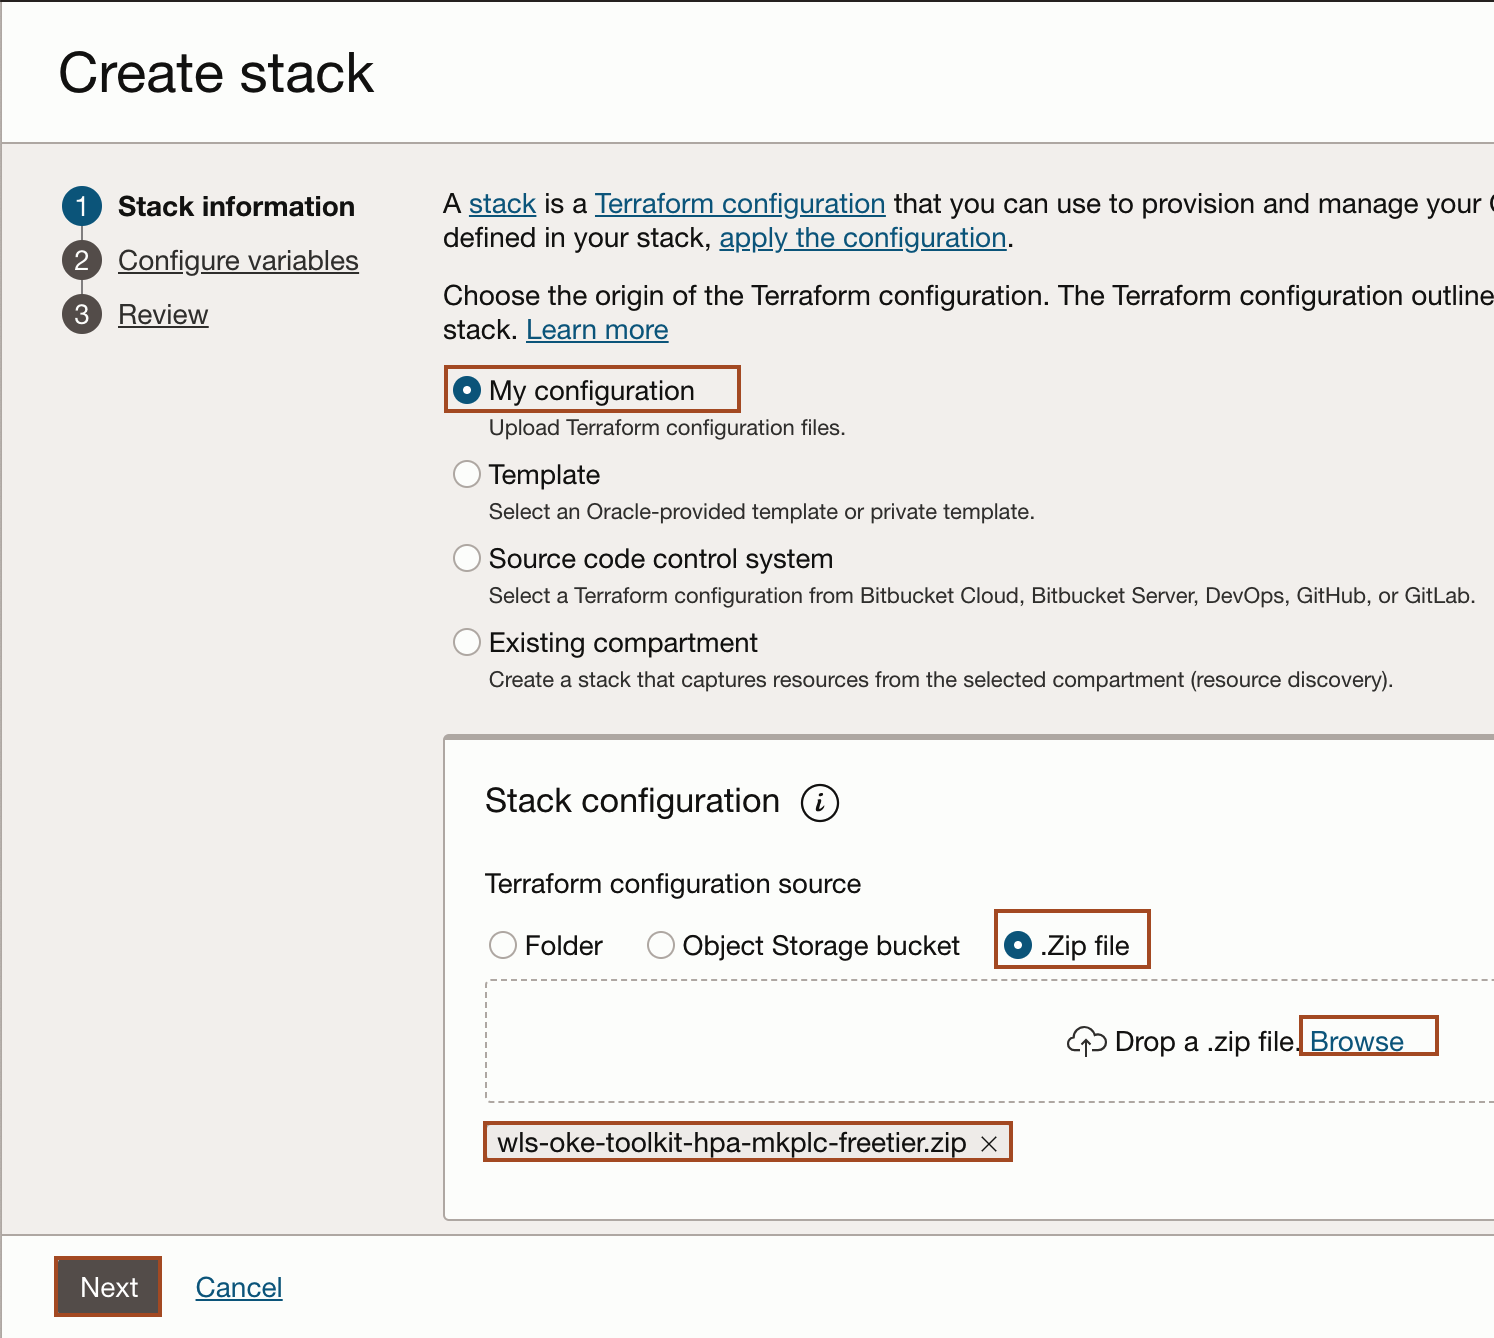 Create stack
1 Stack information
2 Configure variables
3 Review
A stack is a Terraform configuration that you can use to provision and manage your
defined in your stack, apply the configuration.
Choose the origin of the Terraform configuration. The Terraform configuration outline
stack. Learn more
My configuration
Upload Terraform configuration files.
Template
Select an Oracle-provided template or private template.
Source code control system
Select a Terraform configuration from Bitbucket Cloud, Bitbucket Server, DevOps, GitHub, or GitLab.
Existing compartment
Create a stack that captures resources from the selected compartment (resource discovery).
Stack configuration i
Terraform configuration source
Folder Object Storage bucket .Zip file
Drop a .zip file. Browse
wls-oke-toolkit-hpa-mkplc-freetier.zip ×
Next Cancel